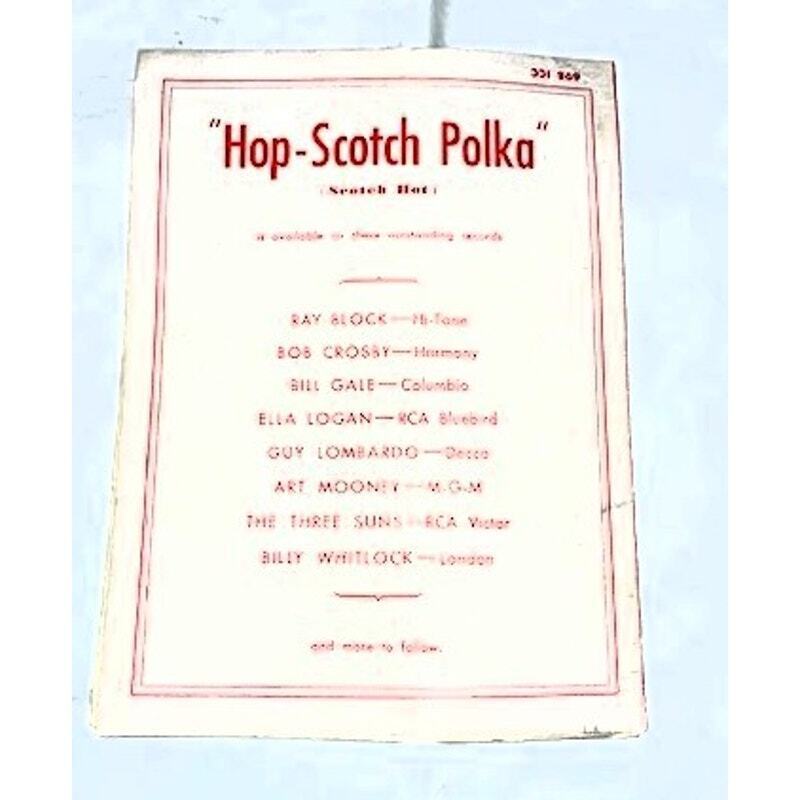 331 869
"Hop-Scotch Polka"
(Scotch Hot)
is available on these outstanding records
RAY BLOCK—Hi-Tone
BOB CROSBY—Harmony
BILL GALE—Columbia
ELLA LOGAN—RCA Bluebird
GUY LOMBARDO—Decca
ART MOONEY—M-G-M
THE THREE SUNS—RCA Victor
BILLY WHITLOCK—London
and more to follow.